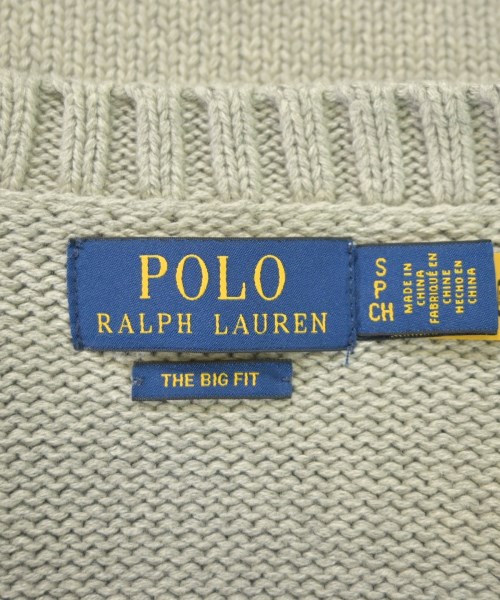 POLO
RALPH LAUREN
THE BIG FIT
S
P
CH
MADE IN
CHINA
FABRIQUÉ EN
CHINE
HECHO EN
CHINA